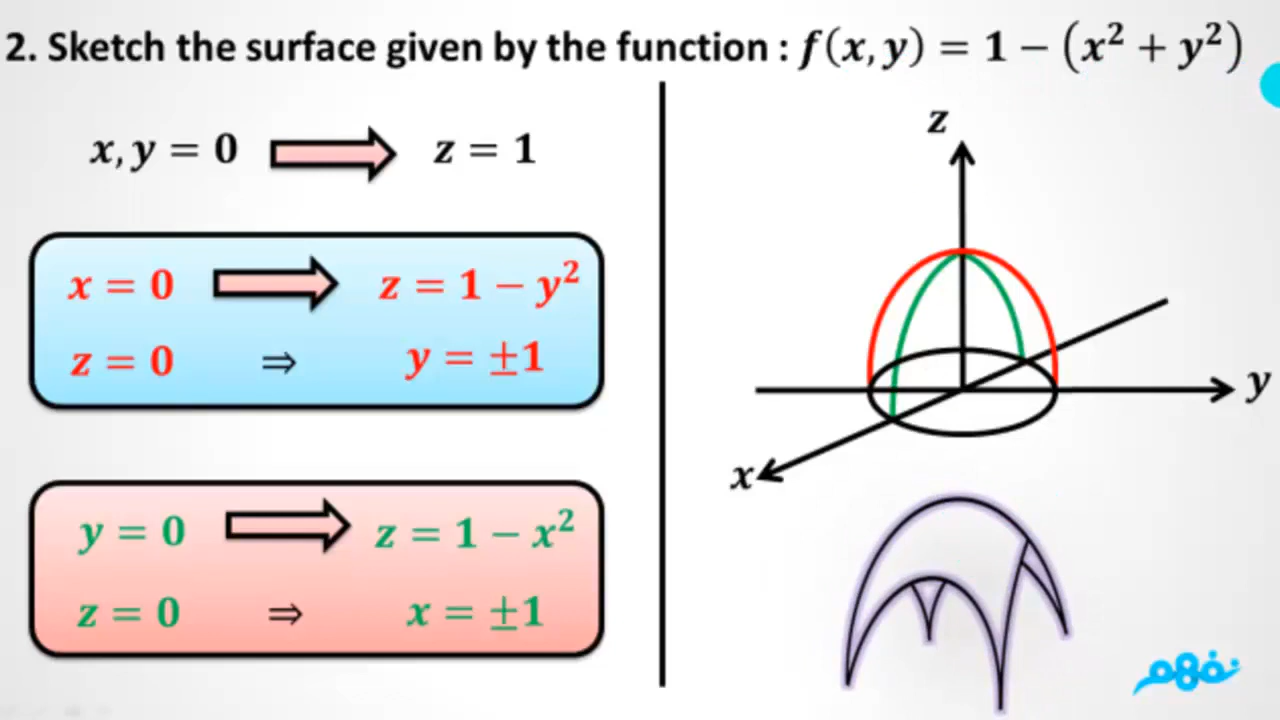 2. Sketch the surface given by the function : f(x, y) = 1 − (x² + y²)
x, y = 0 z = 1
x = 0 z = 1 − y²
z = 0 ⇒ y = ±1
y = 0 z = 1 − x²
z = 0 ⇒ x = ±1
z
y
x
نفهم